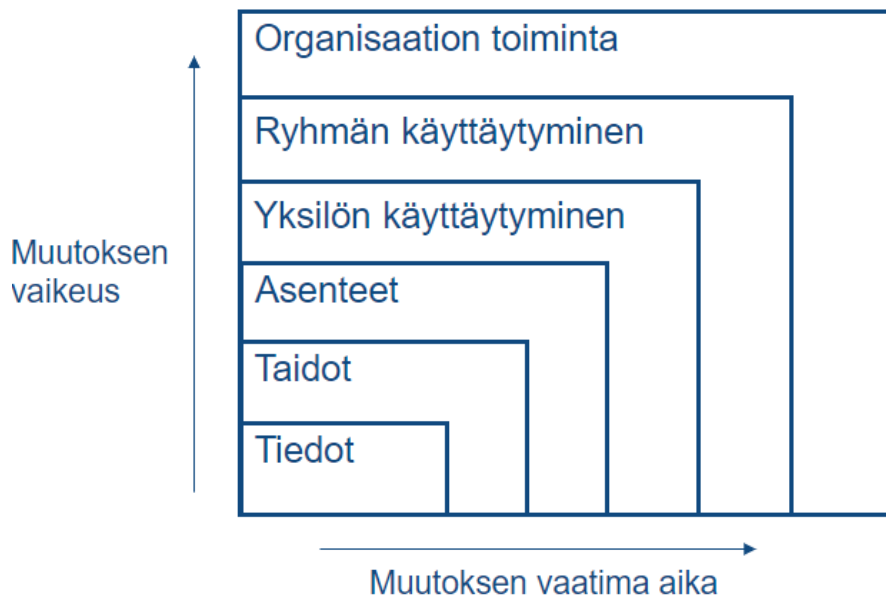 Organisaation toiminta
Ryhmän käyttäytyminen
Yksilön käyttäytyminen
Muutoksen
vaikeus
Asenteet
Taidot
Tiedot
Muutoksen vaatima aika